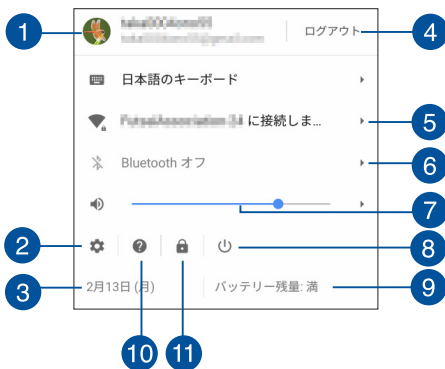 1
ログアウト
4
日本語のキーボード
に接続しま...
5
Bluetooth オフ
6
7
2
8
3
2月13日 (月)
バッテリー残量: 満
9
10
11